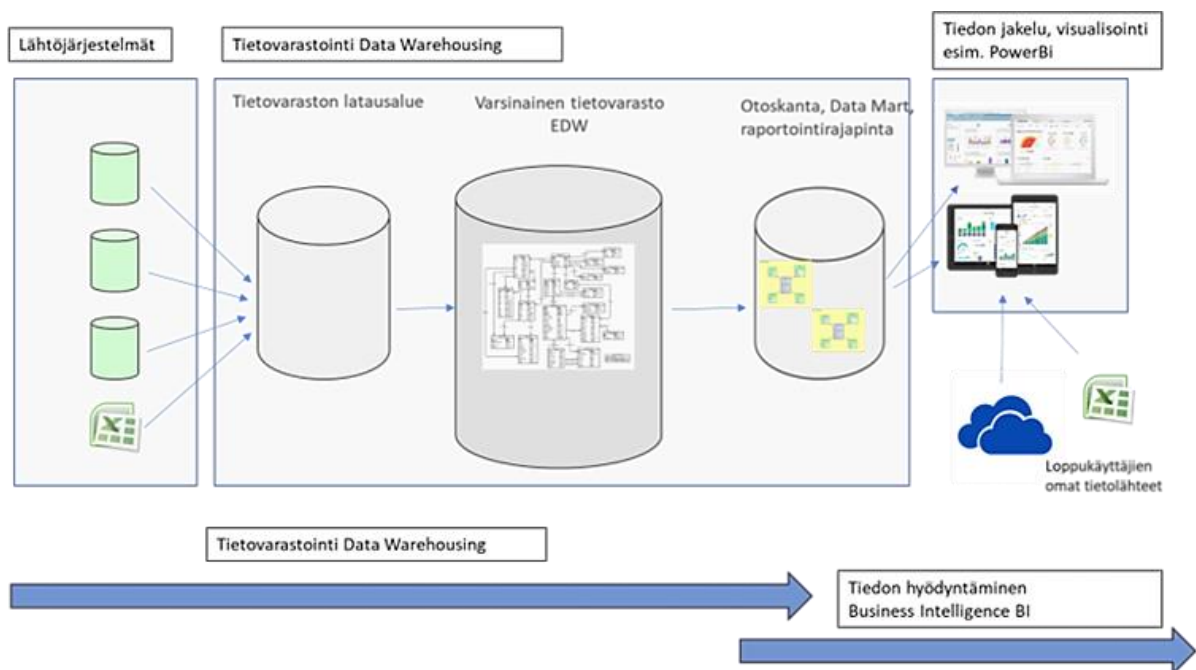 Lähtöjärjestelmät
Tietovarastointi Data Warehousing
Tiedon jakelu, visualisointi
esim. PowerBi
Tietovaraston latausalue
Varsinainen tietovarasto
EDW
Otoskanta, Data Mart,
raportointirajapinta
Loppukäyttäjien
omat tietolähteet
Tietovarastointi Data Warehousing
Tiedon hyödyntäminen
Business Intelligence BI